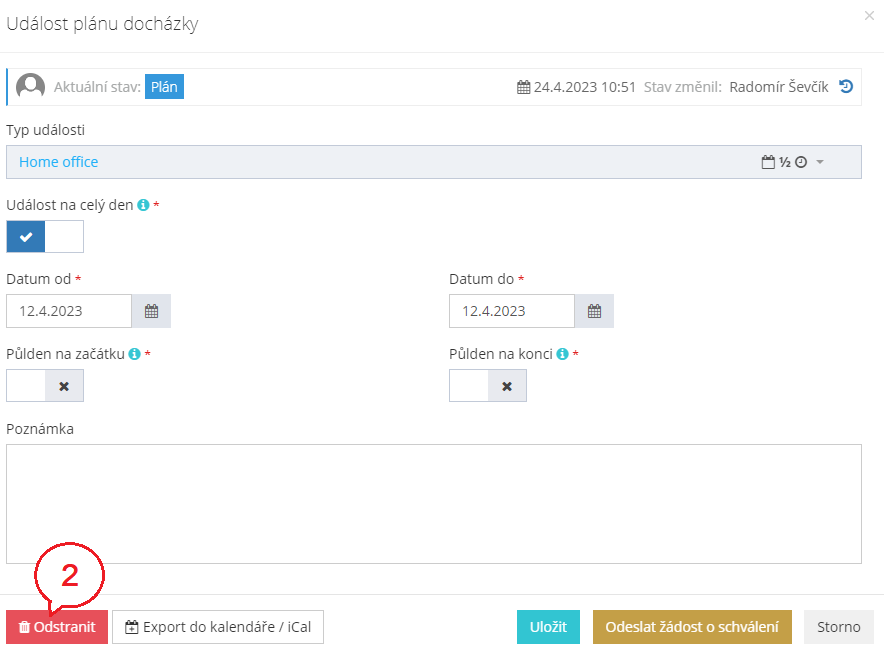 Událost plánu docházky
×
Aktuální stav: Plán 24.4.2023 10:51 Stav změnil: Radomír Ševčík
Typ události
Home office ½
Událost na celý den *
Datum od * Datum do *
12.4.2023 12.4.2023
Půlden na začátku * Půlden na konci *
Poznámka
2
Odstranit Export do kalendáře / iCal Uložit Odeslat žádost o schválení Storno